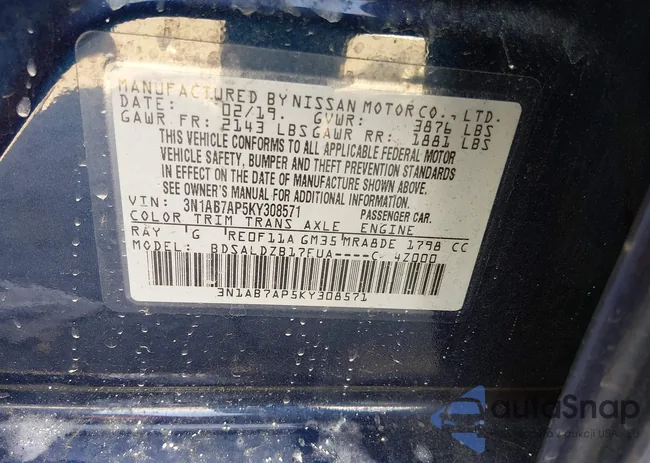 MANUFACTURED BY NISSAN MOTOR CO., LTD.
DATE: 02/19. GVWR: 3876 LBS
GAWR FR: 2143 LBS GAWR RR: 1881 LBS
THIS VEHICLE CONFORMS TO ALL APPLICABLE FEDERAL MOTOR
VEHICLE SAFETY, BUMPER AND THEFT PREVENTION STANDARDS
IN EFFECT ON THE DATE OF MANUFACTURE SHOWN ABOVE.
SEE OWNER'S MANUAL FOR ADDITIONAL INFORMATION.
VIN: 3N1AB7AP5KY308571 PASSENGER CAR.
COLOR TRIM TRANS AXLE ENGINE
RAY G RE0F11A GM35 MRA8DE 1798 CC
MODEL: BDSALDZB17EUA----C 4Z000
3N1AB7AP5KY308571
autoSnap